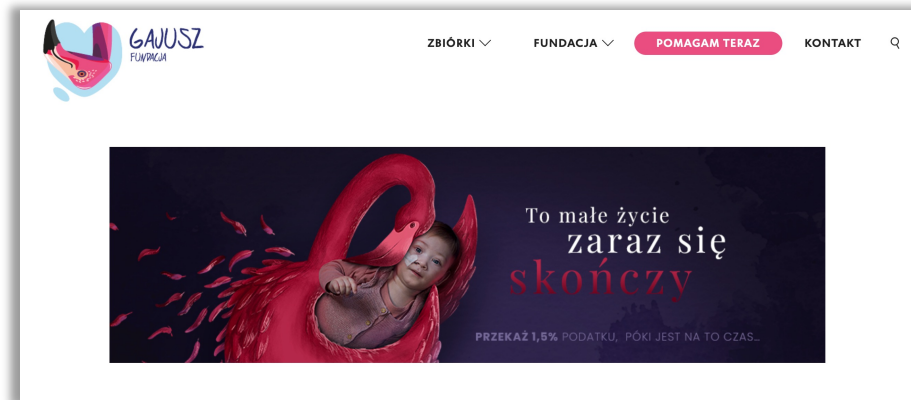 GAJUSZ
FUNDACJA
ZBIÓRKI
FUNDACJA
POMAGAM TERAZ
KONTAKT
To małe życie
zaraz się
skończy
PRZEKAŻ 1,5% PODATKU, PÓKI JEST NA TO CZAS...